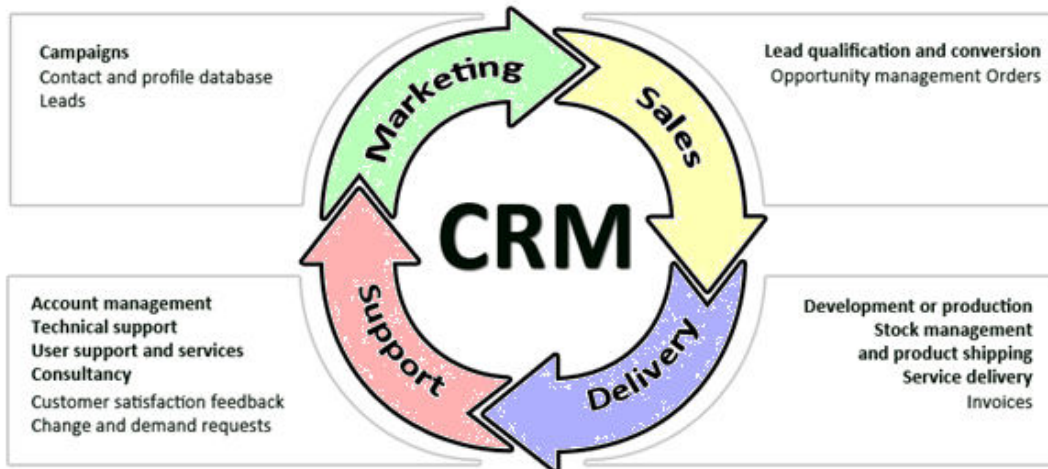 Campaigns
Contact and profile database
Leads
Marketing
Lead qualification and conversion
Opportunity management Orders
Sales
CRM
Account management
Technical support
User support and services
Consultancy
Customer satisfaction feedback
Change and demand requests
Support
Development or production
Stock management
and product shipping
Service delivery
Invoices
Delivery